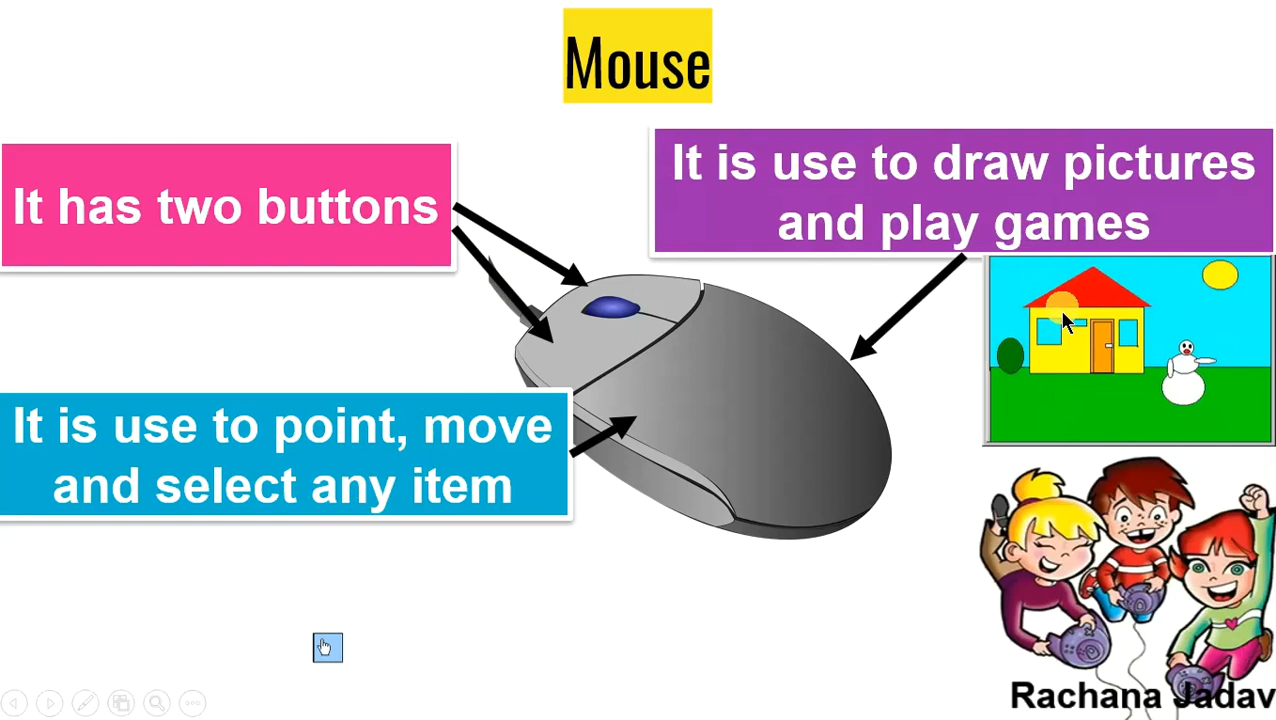 Mouse
It has two buttons
It is use to draw pictures
and play games
It is use to point, move
and select any item
Rachana Jadav